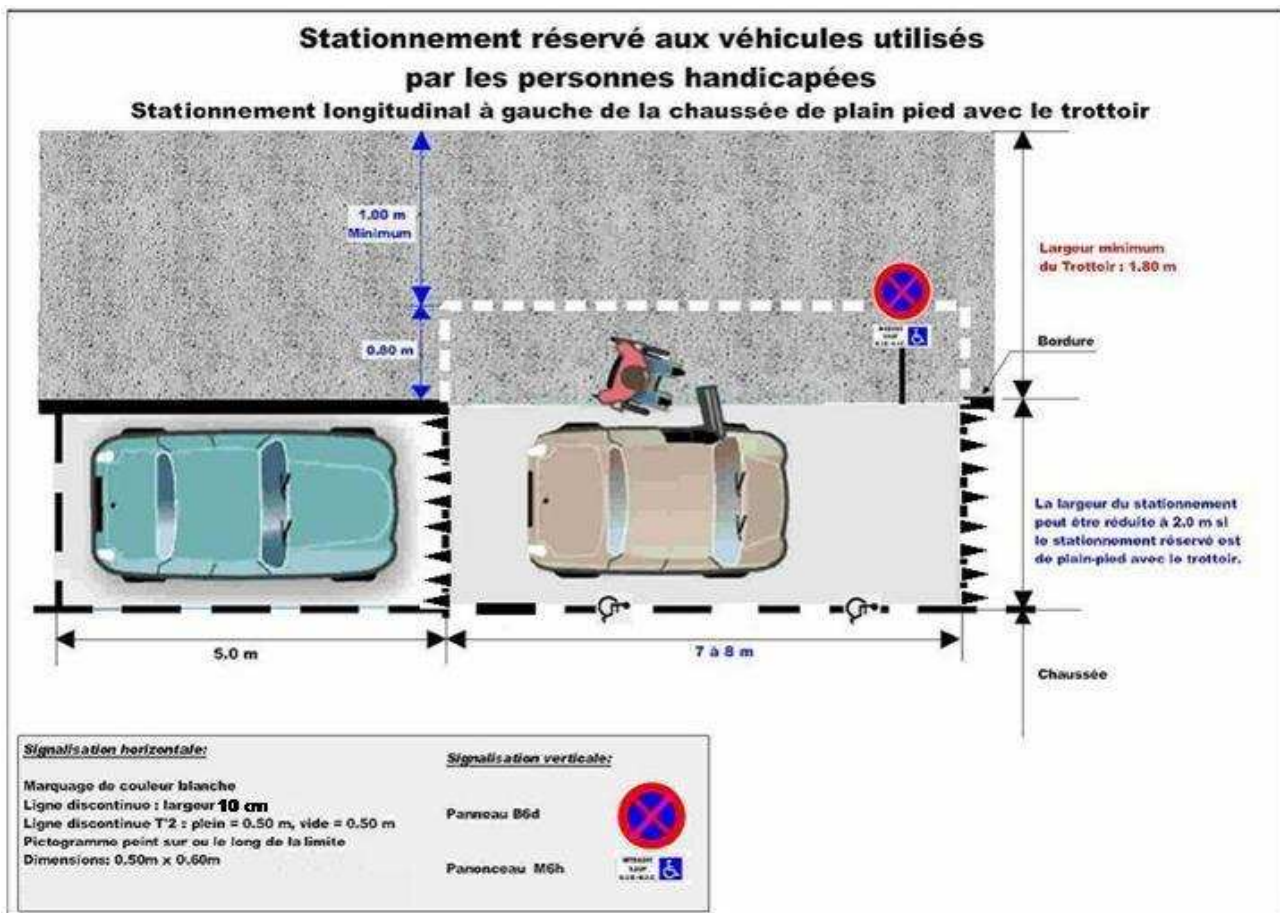 Stationnement réservé aux véhicules utilisés
par les personnes handicapées
Stationnement longitudinal à gauche de la chaussée de plain pied avec le trottoir
1.00 m
Minimum
0.80 m
Largeur minimum
du Trottoir : 1.80 m
Bordure
La largeur du stationnement
peut être réduite à 2.0 m si
le stationnement réservé est
de plain-pied avec le trottoir.
5.0 m
7 à 8 m
Chaussée
Signalisation horizontale:
Marquage de couleur blanche
Ligne discontinue : largeur 10 cm
Ligne discontinue T'2 : plein = 0.50 m, vide = 0.50 m
Pictogramme peint sur ou le long de la limite
Dimensions: 0.50m x 0.60m
Signalisation verticale:
Panneau B6d
Panonceau M6h